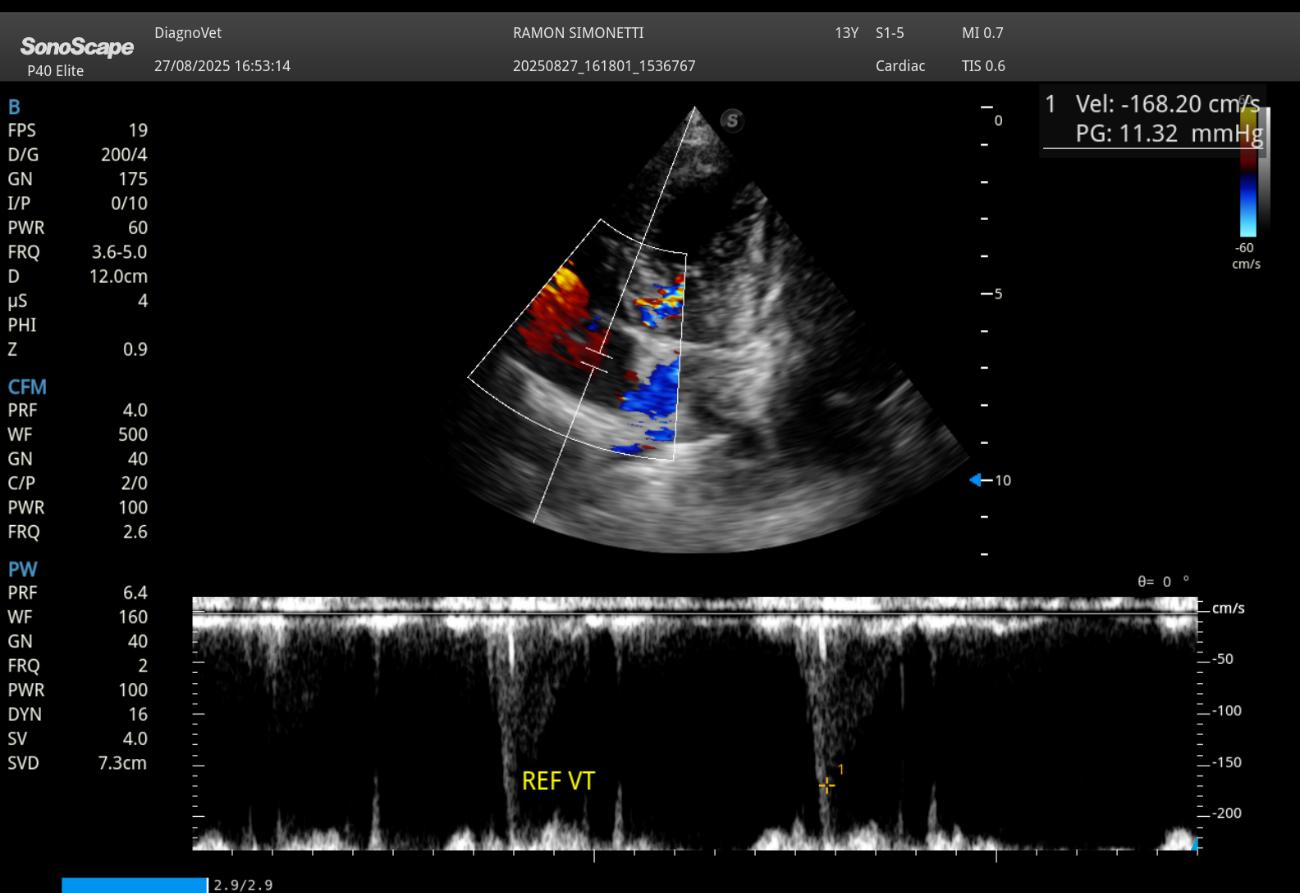 SonoScape
P40 Elite
DiagnoVet
27/08/2025 16:53:14
RAMON SIMONETTI
20250827_161801_1536767
13Y S1-5
Cardiac
MI 0.7
TIS 0.6
B
FPS 19
D/G 200/4
GN 175
I/P 0/10
PWR 60
FRQ 3.6-5.0
D 12.0cm
µS 4
PHI
Z 0.9
CFM
PRF 4.0
WF 500
GN 40
C/P 2/0
PWR 100
FRQ 2.6
PW
PRF 6.4
WF 160
GN 40
FRQ 2
PWR 100
DYN 16
SV 4.0
SVD 7.3cm
S
0
5
10
1 Vel: -168.20 cm/s
PG: 11.32 mmHg
-60
cm/s
θ= 0 °
cm/s
-50
-100
-150
-200
REF VT
1
2.9/2.9